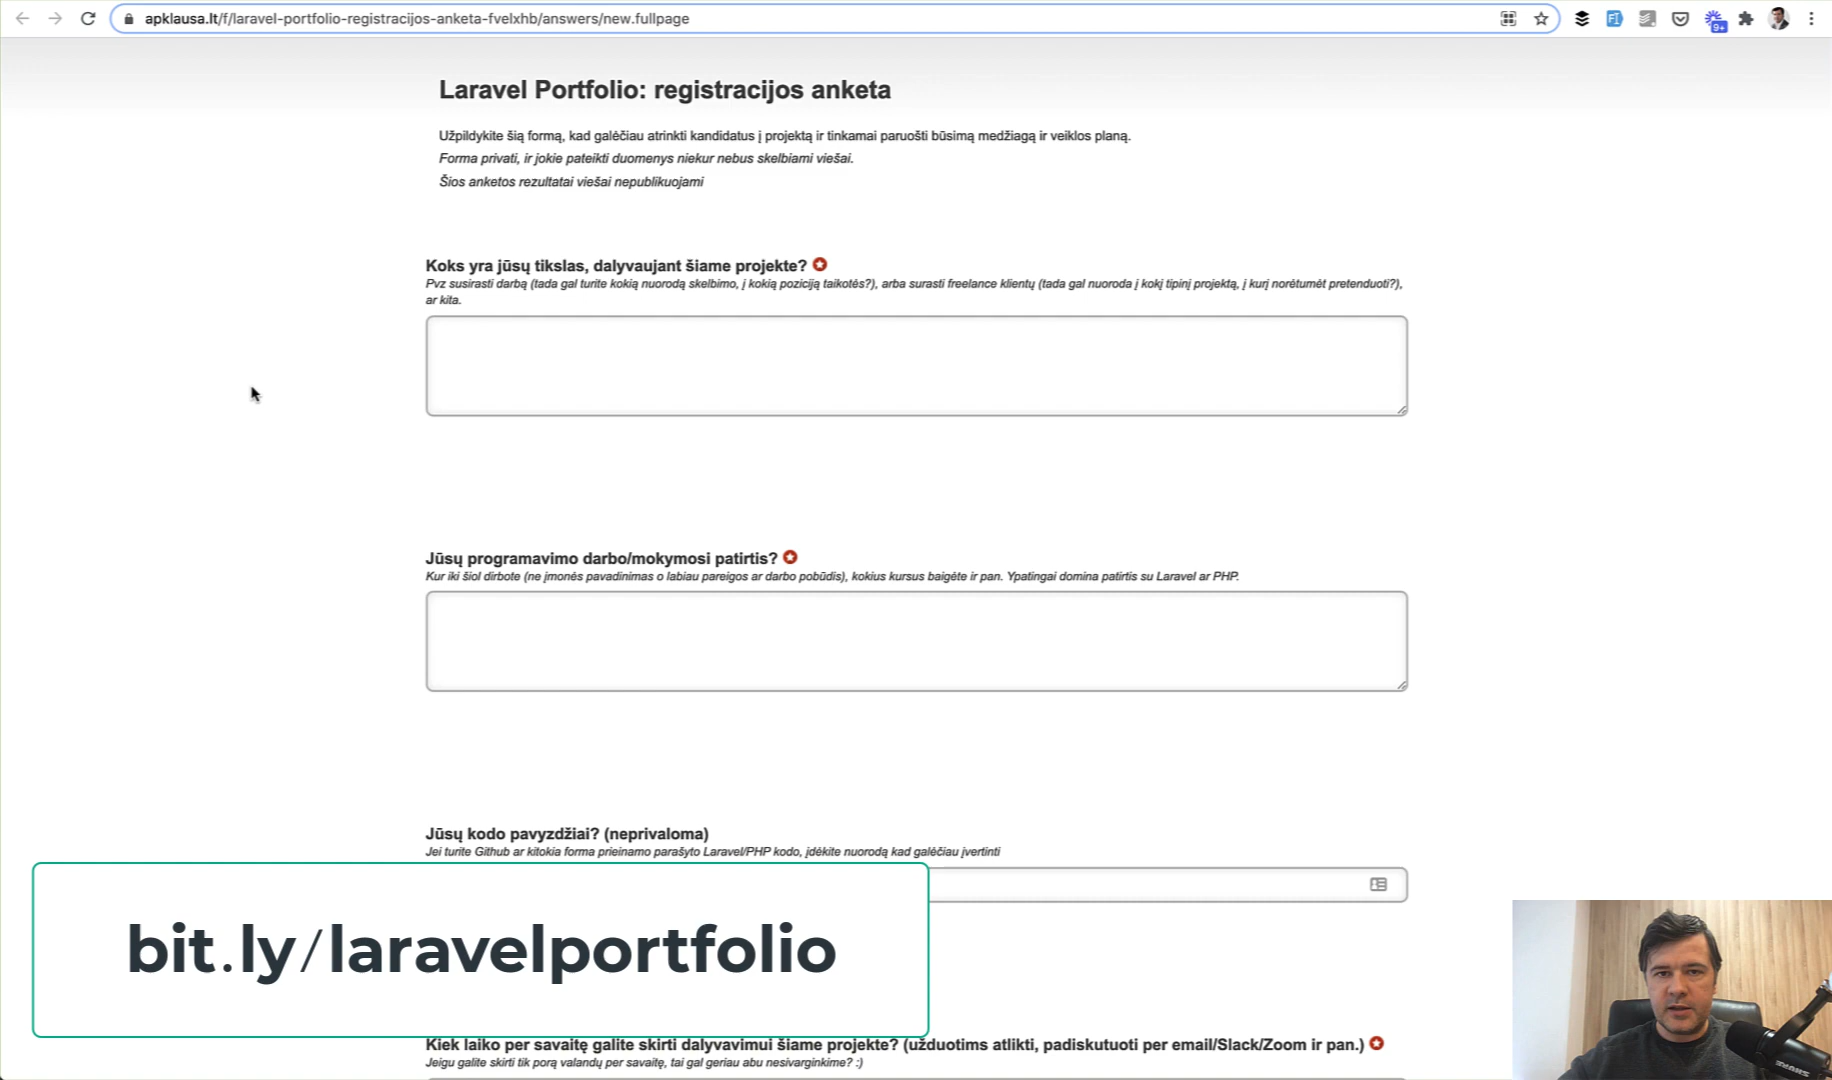 apklausa.lt/f/laravel-portfolio-registracijos-anketa-fvelxhb/answers/new.fullpage
9+
Laravel Portfolio: registracijos anketa
Užpildykite šią formą, kad galėčiau atrinkti kandidatus į projektą ir tinkamai paruošti būsimą medžiagą ir veiklos planą.
Forma privati, ir jokie pateikti duomenys niekur nebus skelbiami viešai.
Šios anketos rezultatai viešai nepublikuojami
Koks yra jūsų tikslas, dalyvaujant šiame projekte?
Pvz susirasti darbą (tada gal turite kokią nuorodą skelbimo, į kokią poziciją taikotės?), arba surasti freelance klientų (tada gal nuoroda į kokį tipinį projektą, į kurį norėtumėt pretenduoti?),
ar kita.
Jūsų programavimo darbo/mokymosi patirtis?
Kur iki šiol dirbote (ne įmonės pavadinimas o labiau pareigos ar darbo pobūdis), kokius kursus baigėte ir pan. Ypatingai domina patirtis su Laravel ar PHP.
Jūsų kodo pavyzdžiai? (neprivaloma)
Jei turite Github ar kitokia forma prieinamo parašyto Laravel/PHP kodo, įdėkite nuorodą kad galėčiau įvertinti
bit.ly/laravelportfolio
Kiek laiko per savaitę galite skirti dalyvavimui šiame projekte? (užduotims atlikti, padiskutuoti per email/Slack/Zoom ir pan.)
Jeigu galite skirti tik porą valandų per savaitę, tai gal geriau abu nesivarginkime? :)